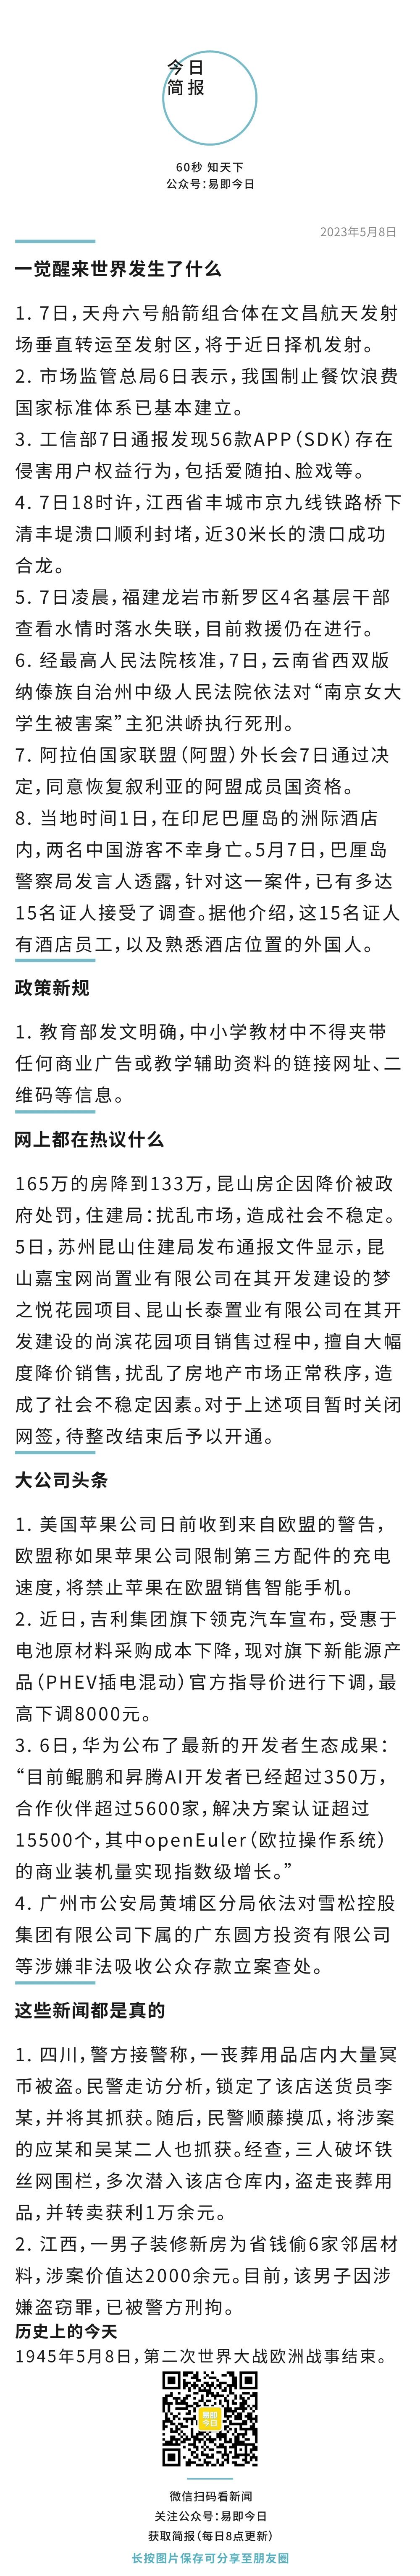 今日
简报
60秒 知天下
公众号：易即今日
2023年5月8日
一觉醒来世界发生了什么
1. 7日，天舟六号船箭组合体在文昌航天发射
场垂直转运至发射区，将于近日择机发射。
2. 市场监管总局6日表示，我国制止餐饮浪费
国家标准体系已基本建立。
3. 工信部7日通报发现56款APP（SDK）存在
侵害用户权益行为，包括爱随拍、脸戏等。
4. 7日18时许，江西省丰城市京九线铁路桥下
清丰堤溃口顺利封堵，近30米长的溃口成功
合龙。
5. 7日凌晨，福建龙岩市新罗区4名基层干部
查看水情时落水失联，目前救援仍在进行。
6. 经最高人民法院核准，7日，云南省西双版
纳傣族自治州中级人民法院依法对“南京女大
学生被害案”主犯洪峤执行死刑。
7. 阿拉伯国家联盟（阿盟）外长会7日通过决
定，同意恢复叙利亚的阿盟成员国资格。
8. 当地时间1日，在印尼巴厘岛的洲际酒店
内，两名中国游客不幸身亡。5月7日，巴厘岛
警察局发言人透露，针对这一案件，已有多达
15名证人接受了调查。据他介绍，这15名证人
有酒店员工，以及熟悉酒店位置的外国人。
政策新规
1. 教育部发文明确，中小学教材中不得夹带
任何商业广告或教学辅助资料的链接网址、二
维码等信息。
网上都在热议什么
165万的房降到133万，昆山房企因降价被政
府处罚，住建局：扰乱市场，造成社会不稳定。
5日，苏州昆山住建局发布通报文件显示，昆
山嘉宝网尚置业有限公司在其开发建设的梦
之悦花园项目、昆山长泰置业有限公司在其开
发建设的尚滨花园项目销售过程中，擅自大幅
度降价销售，扰乱了房地产市场正常秩序，造
成了社会不稳定因素。对于上述项目暂时关闭
网签，待整改结束后予以开通。
大公司头条
1. 美国苹果公司日前收到来自欧盟的警告，
欧盟称如果苹果公司限制第三方配件的充电
速度，将禁止苹果在欧盟销售智能手机。
2. 近日，吉利集团旗下领克汽车宣布，受惠于
电池原材料采购成本下降，现对旗下新能源产
品（PHEV插电混动）官方指导价进行下调，最
高下调8000元。
3. 6日，华为公布了最新的开发者生态成果：
“目前鲲鹏和昇腾AI开发者已经超过350万，
合作伙伴超过5600家，解决方案认证超过
15500个，其中openEuler（欧拉操作系统）
的商业装机量实现指数级增长。”
4. 广州市公安局黄埔区分局依法对雪松控股
集团有限公司下属的广东圆方投资有限公司
等涉嫌非法吸收公众存款立案查处。
这些新闻都是真的
1. 四川，警方接警称，一丧葬用品店内大量冥
币被盗。民警走访分析，锁定了该店送货员李
某，并将其抓获。随后，民警顺藤摸瓜，将涉案
的应某和吴某二人也抓获。经查，三人破坏铁
丝网围栏，多次潜入该店仓库内，盗走丧葬用
品，并转卖获利1万余元。
2. 江西，一男子装修新房为省钱偷6家邻居材
料，涉案价值达2000余元。目前，该男子因涉
嫌盗窃罪，已被警方刑拘。
历史上的今天
1945年5月8日，第二次世界大战欧洲战事结束。
易即
今日
微信扫码看新闻
关注公众号：易即今日
获取简报（每日8点更新）
长按图片保存可分享至朋友圈